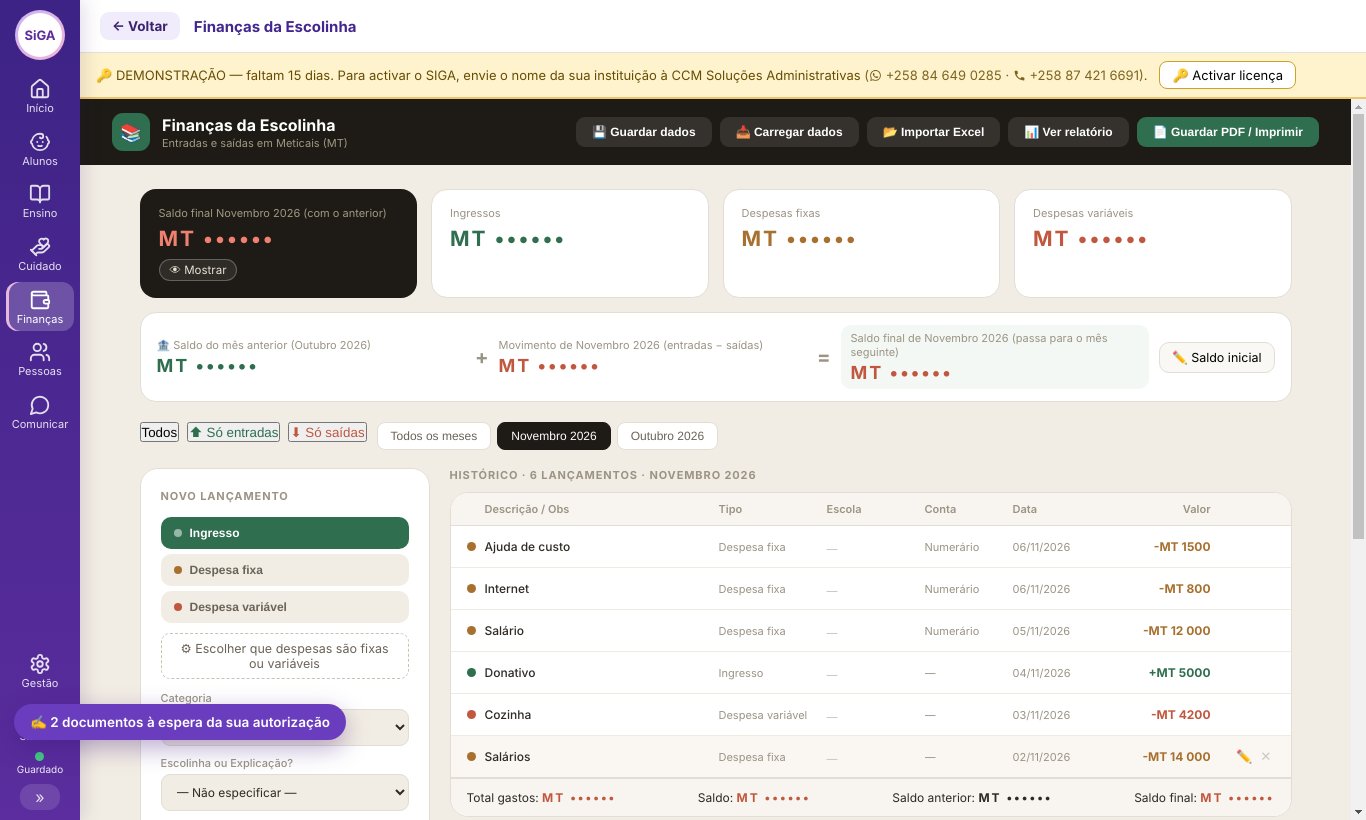 SiGA
Início
Alunos
Ensino
Cuidado
Finanças
Pessoas
Comunicar
Gestão
Guardado
»
← Voltar
Finanças da Escolinha
🔑 DEMONSTRAÇÃO — faltam 15 dias. Para activar o SIGA, envie o nome da sua instituição à CCM Soluções Administrativas (+258 84 649 0285 · 📞 +258 87 421 6691).
🔑 Activar licença
Finanças da Escolinha
Entradas e saídas em Meticais (MT)
💾 Guardar dados
📥 Carregar dados
📂 Importar Excel
📊 Ver relatório
📄 Guardar PDF / Imprimir
Saldo final Novembro 2026 (com o anterior)
MT ••••••
👁 Mostrar
Ingressos
MT ••••••
Despesas fixas
MT ••••••
Despesas variáveis
MT ••••••
🏦 Saldo do mês anterior (Outubro 2026)
MT ••••••
+
Movimento de Novembro 2026 (entradas − saídas)
MT ••••••
=
Saldo final de Novembro 2026 (passa para o mês
seguinte)
MT ••••••
✏️ Saldo inicial
Todos
⬆ Só entradas
⬇ Só saídas
Todos os meses
Novembro 2026
Outubro 2026
NOVO LANÇAMENTO
Ingresso
Despesa fixa
Despesa variável
⚙ Escolher que despesas são fixas
ou variáveis
Categoria
✍️ 2 documentos à espera da sua autorização
Escolinha ou Explicação?
— Não especificar —
HISTÓRICO · 6 LANÇAMENTOS · NOVEMBRO 2026
Descrição / Obs Tipo Escola Conta Data Valor
Ajuda de custo Despesa fixa — Numerário 06/11/2026 -MT 1500
Internet Despesa fixa — Numerário 06/11/2026 -MT 800
Salário Despesa fixa — Numerário 05/11/2026 -MT 12 000
Donativo Ingresso — — 04/11/2026 +MT 5000
Cozinha Despesa variável — — 03/11/2026 -MT 4200
Salários Despesa fixa — — 02/11/2026 -MT 14 000 ✏️ ×
Total gastos: MT •••••• Saldo: MT •••••• Saldo anterior: MT •••••• Saldo final: MT ••••••